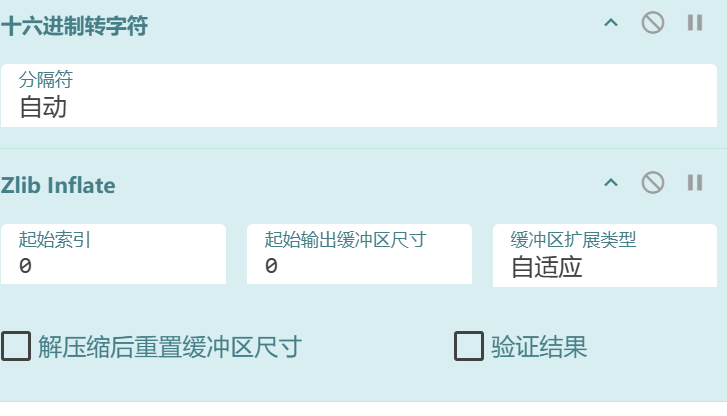 十六进制转字符
分隔符
自动
Zlib Inflate
起始索引
0
起始输出缓冲区尺寸
0
缓冲区扩展类型
自适应
解压缩后重置缓冲区尺寸
验证结果